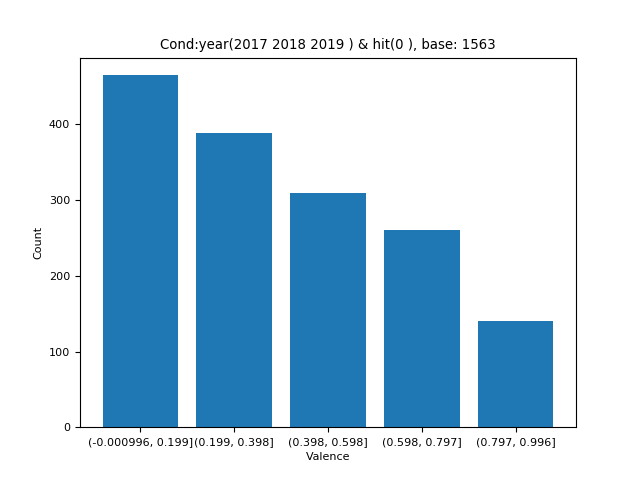 Cond:year(2017 2018 2019 ) & hit(0 ), base: 1563
400
300
200
100
0
Count
(-0.000996, 0.199] (0.199, 0.398] (0.398, 0.598] (0.598, 0.797] (0.797, 0.996]
Valence